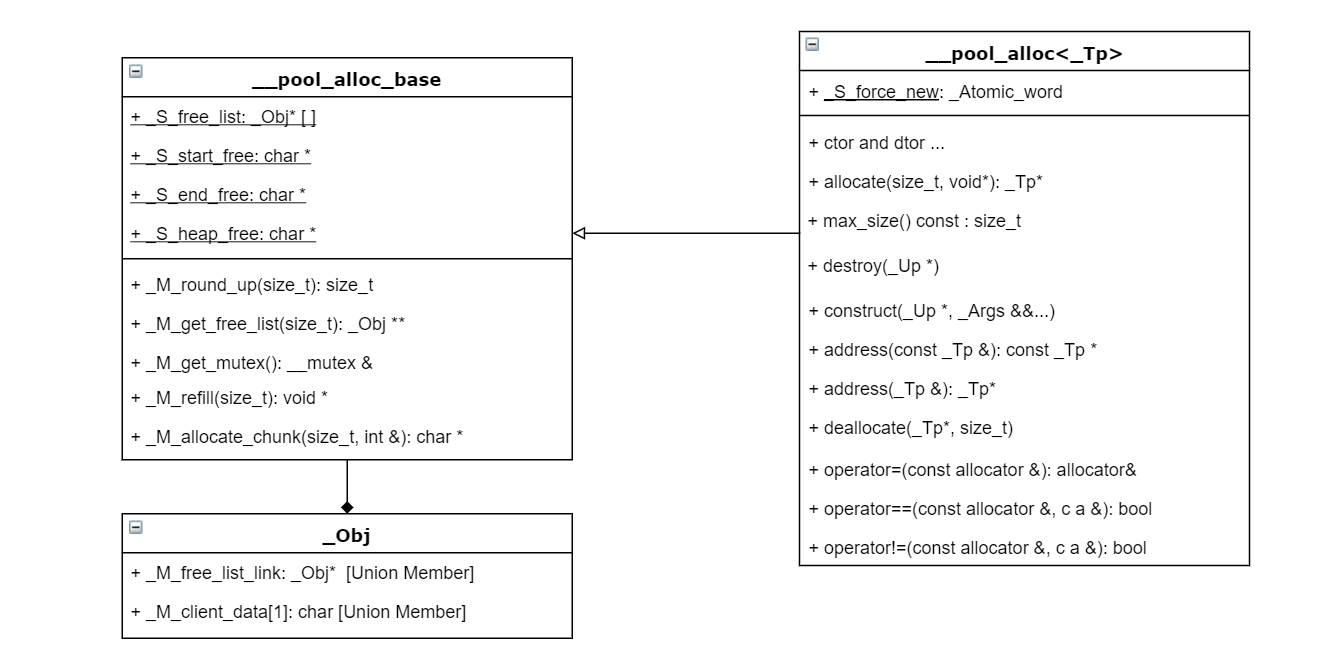 __pool_alloc_base
+ _S_free_list: _Obj* [ ]
+ _S_start_free: char *
+ _S_end_free: char *
+ _S_heap_free: char *
+ _M_round_up(size_t): size_t
+ _M_get_free_list(size_t): _Obj **
+ _M_get_mutex(): __mutex &
+ _M_refill(size_t): void *
+ _M_allocate_chunk(size_t, int &): char *
_Obj
+ _M_free_list_link: _Obj* [Union Member]
+ _M_client_data[1]: char [Union Member]
__pool_alloc<_Tp>
+ _S_force_new: _Atomic_word
+ ctor and dtor ...
+ allocate(size_t, void*): _Tp*
+ max_size() const : size_t
+ destroy(_Up *)
+ construct(_Up *, _Args &&...)
+ address(const _Tp &): const _Tp *
+ address(_Tp &): _Tp*
+ deallocate(_Tp*, size_t)
+ operator=(const allocator &): allocator&
+ operator==(const allocator &, c a &): bool
+ operator!=(const allocator &, c a &): bool